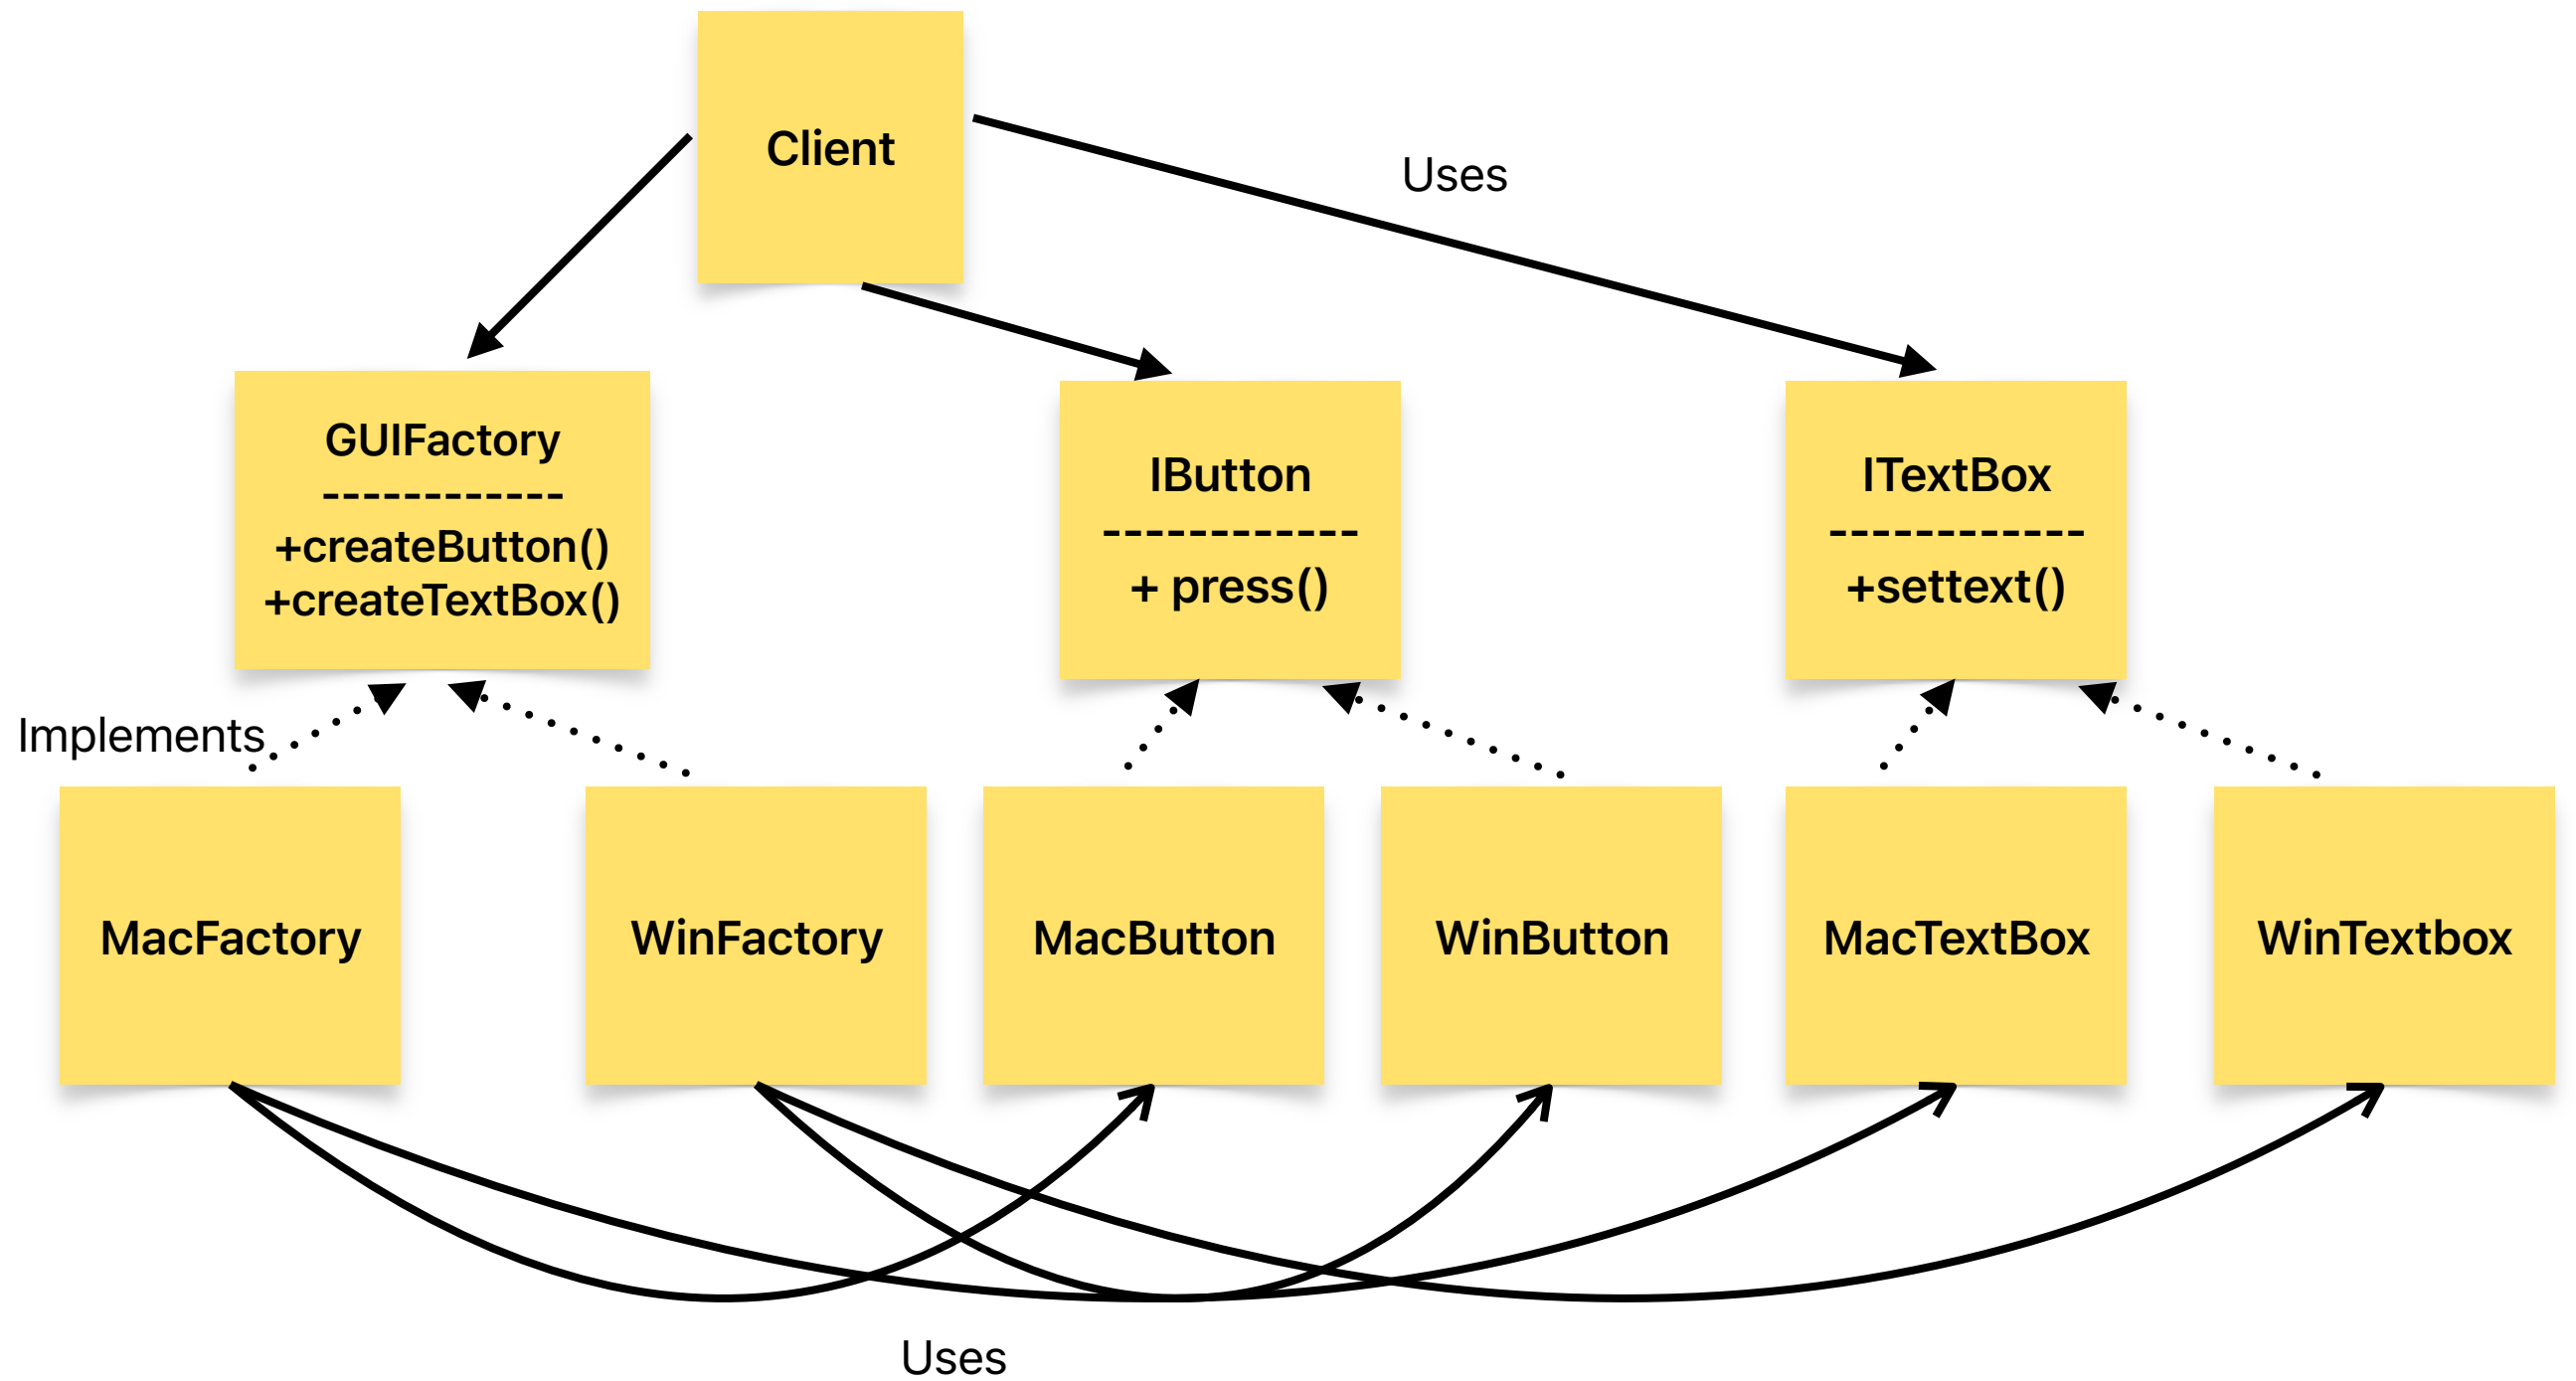 Client
Uses
GUIFactory
------------
+createButton()
+createTextBox()
IButton
------------
+ press()
ITextBox
------------
+settext()
Implements
MacFactory
WinFactory
MacButton
WinButton
MacTextBox
WinTextbox
Uses